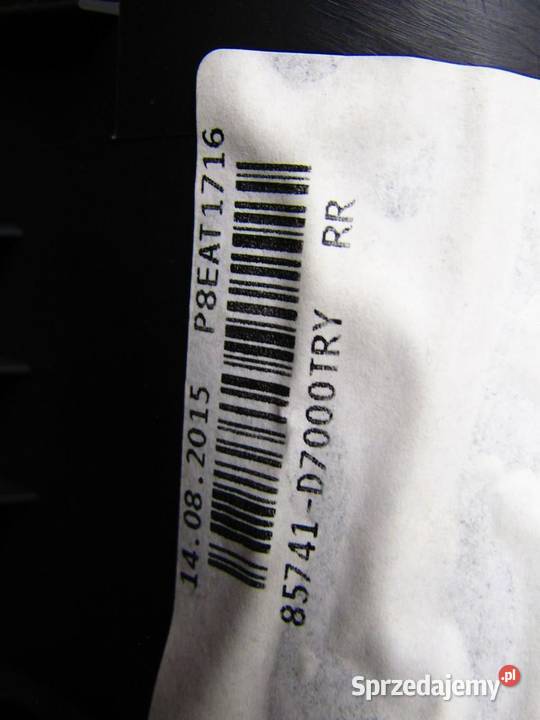 14.08.2015 P8EAT1716
85741-D7000TRY RR
Sprzedajemy.pl